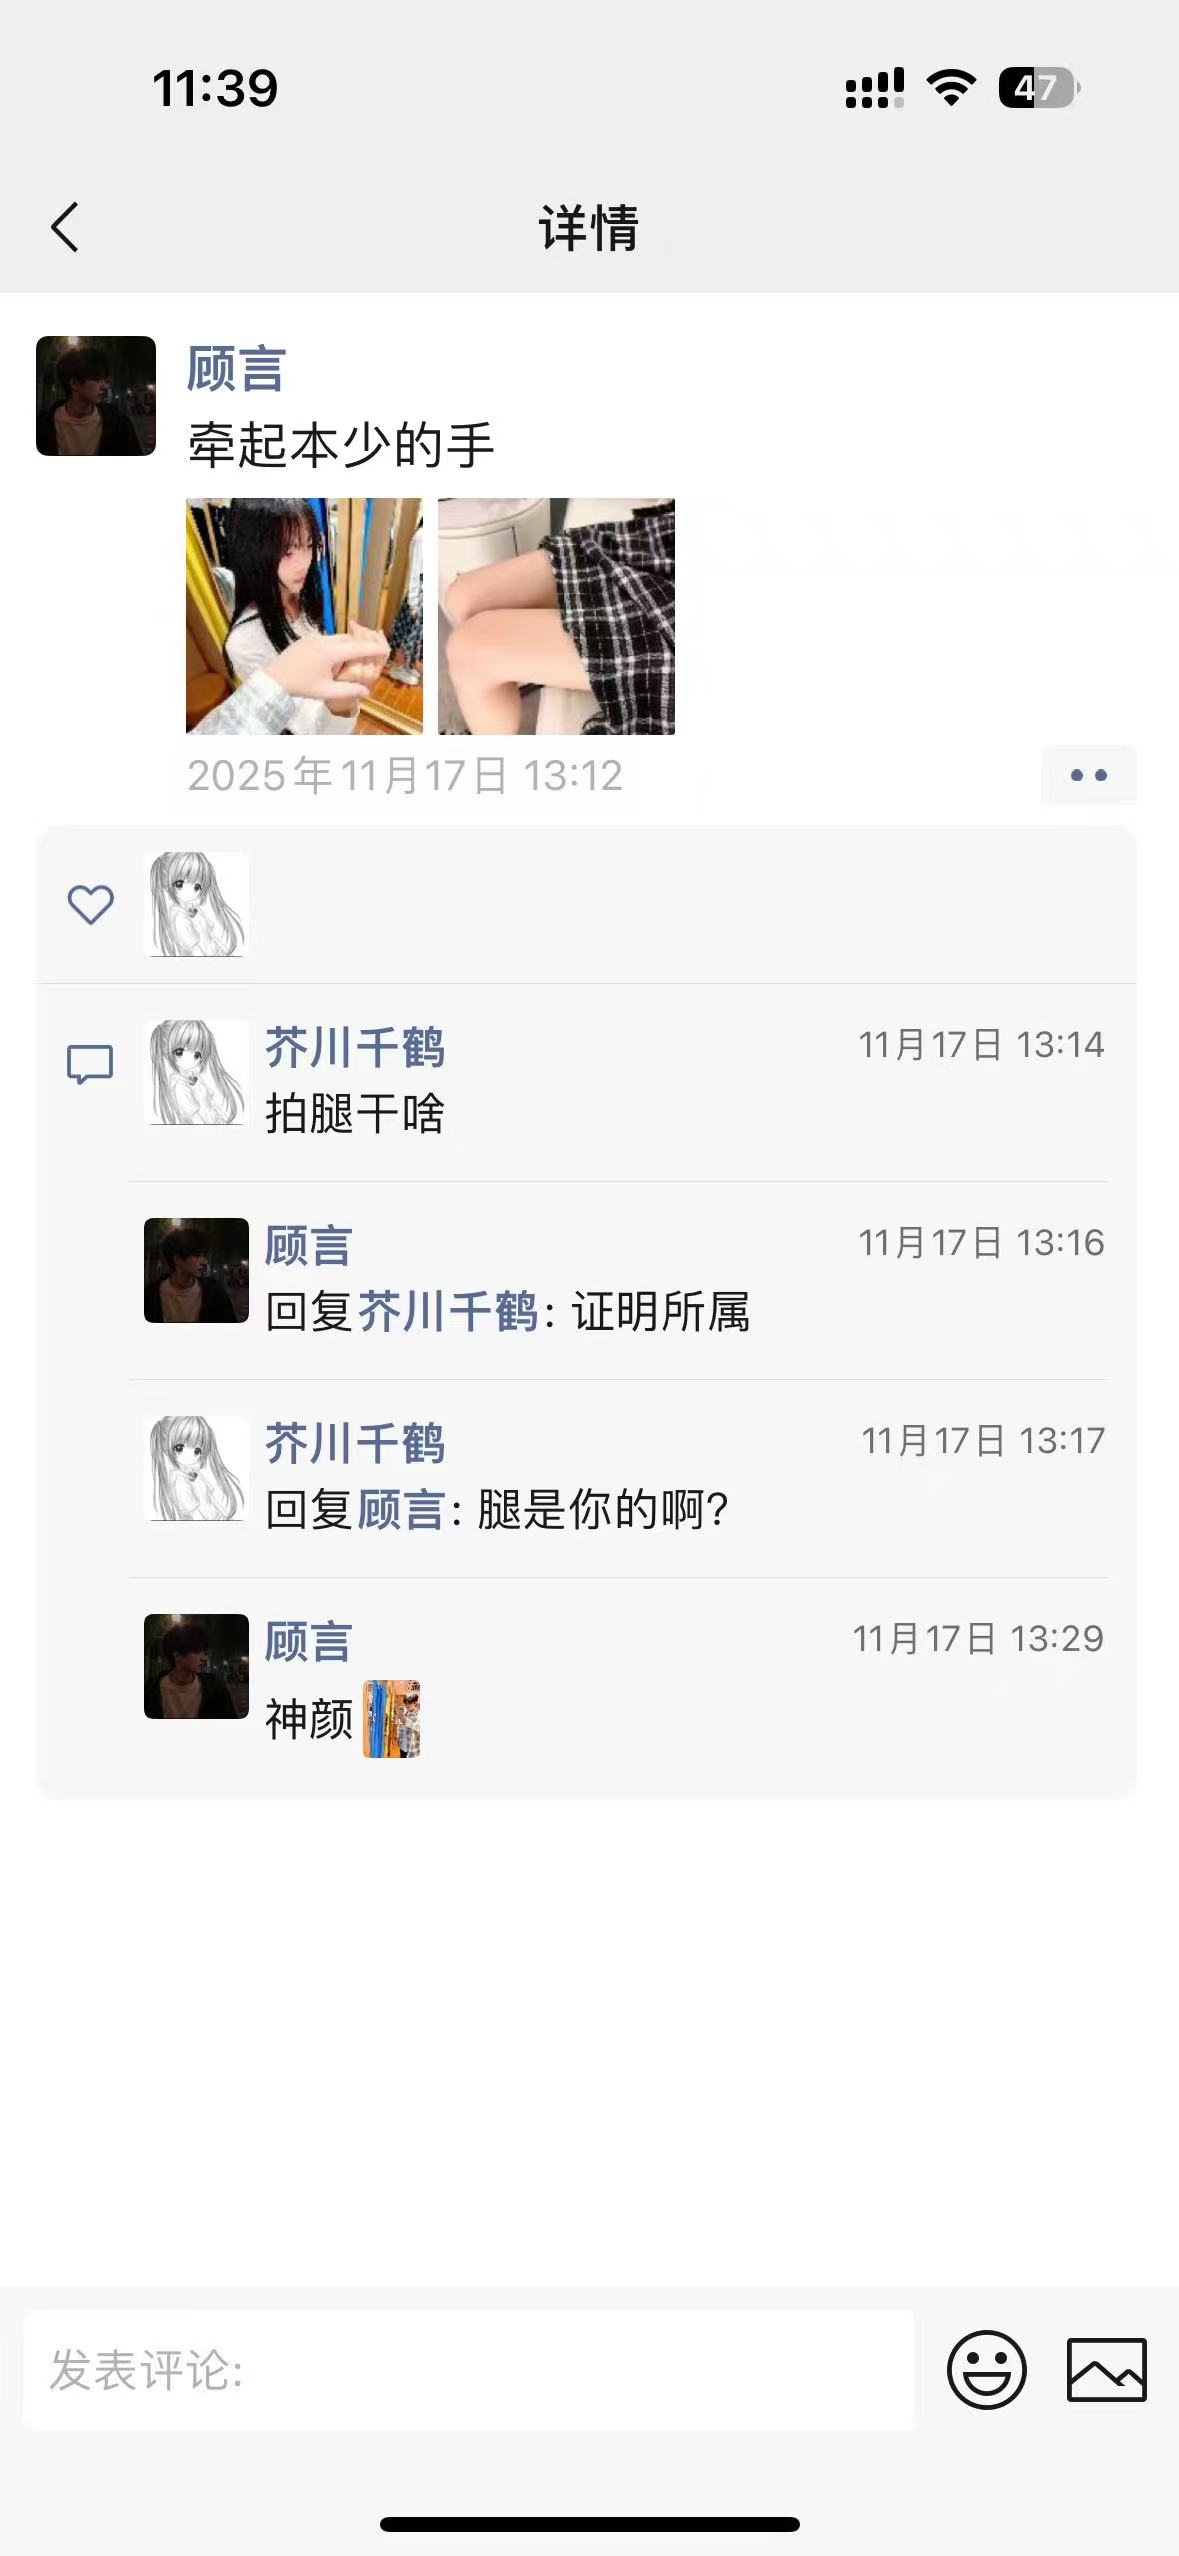 11:39
47
详情
顾言
牵起本少的手
2025年11月17日 13:12
芥川千鹤
11月17日 13:14
拍腿干啥
顾言
11月17日 13:16
回复芥川千鹤: 证明所属
芥川千鹤
11月17日 13:17
回复顾言: 腿是你的啊?
顾言
11月17日 13:29
神颜
发表评论: